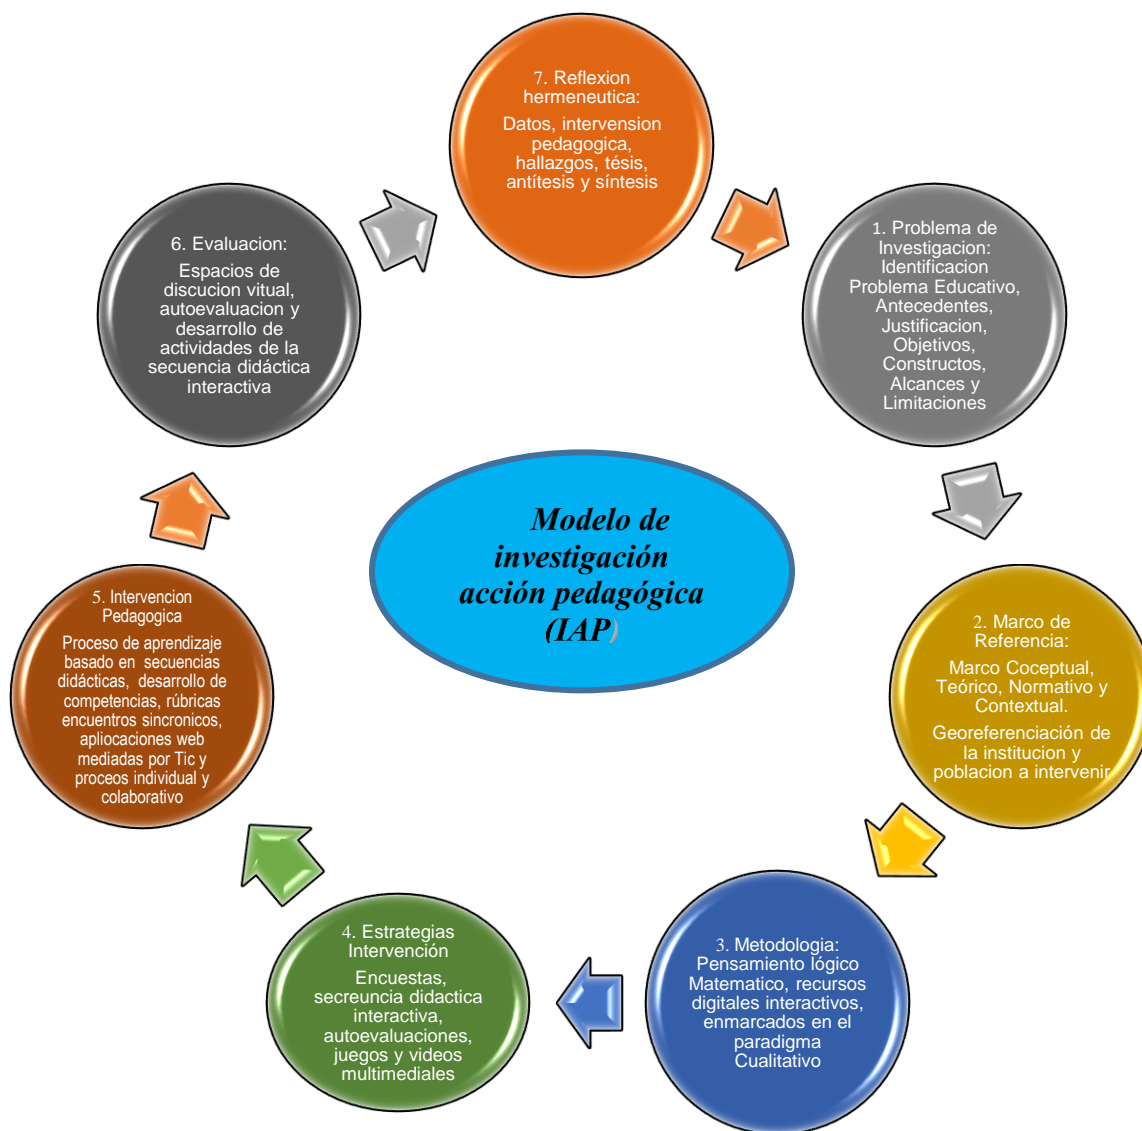 7. Reflexion
hermeneutica:
Datos, intervension
pedagogica,
hallazgos, tésis,
antítesis y síntesis
1. Problema de
Investigacion:
Identificacion
Problema Educativo,
Antecedentes,
Justificacion,
Objetivos,
Constructos,
Alcances y
Limitaciones
2. Marco de
Referencia:
Marco Coceptual,
Teórico, Normativo y
Contextual.
Georeferenciación de
la institucion y
poblacion a intervenir
3. Metodologia:
Pensamiento lógico
Matematico, recursos
digitales interactivos,
enmarcados en el
paradigma
Cualitativo
4. Estrategias
Intervención
Encuestas,
secreuncia didactica
interactiva,
autoevaluaciones,
juegos y videos
multimediales
5. Intervencion
Pedagogica
Proceso de aprendizaje
basado en secuencias
didácticas, desarrollo de
competencias, rúbricas
encuentros sincronicos,
apliocaciones web
mediadas por Tic y
proceos individual y
colaborativo
6. Evaluacion:
Espacios de
discucion vitual,
autoevaluacion y
desarrollo de
actividades de la
secuencia didáctica
interactiva
Modelo de
investigación
acción pedagógica
(IAP)